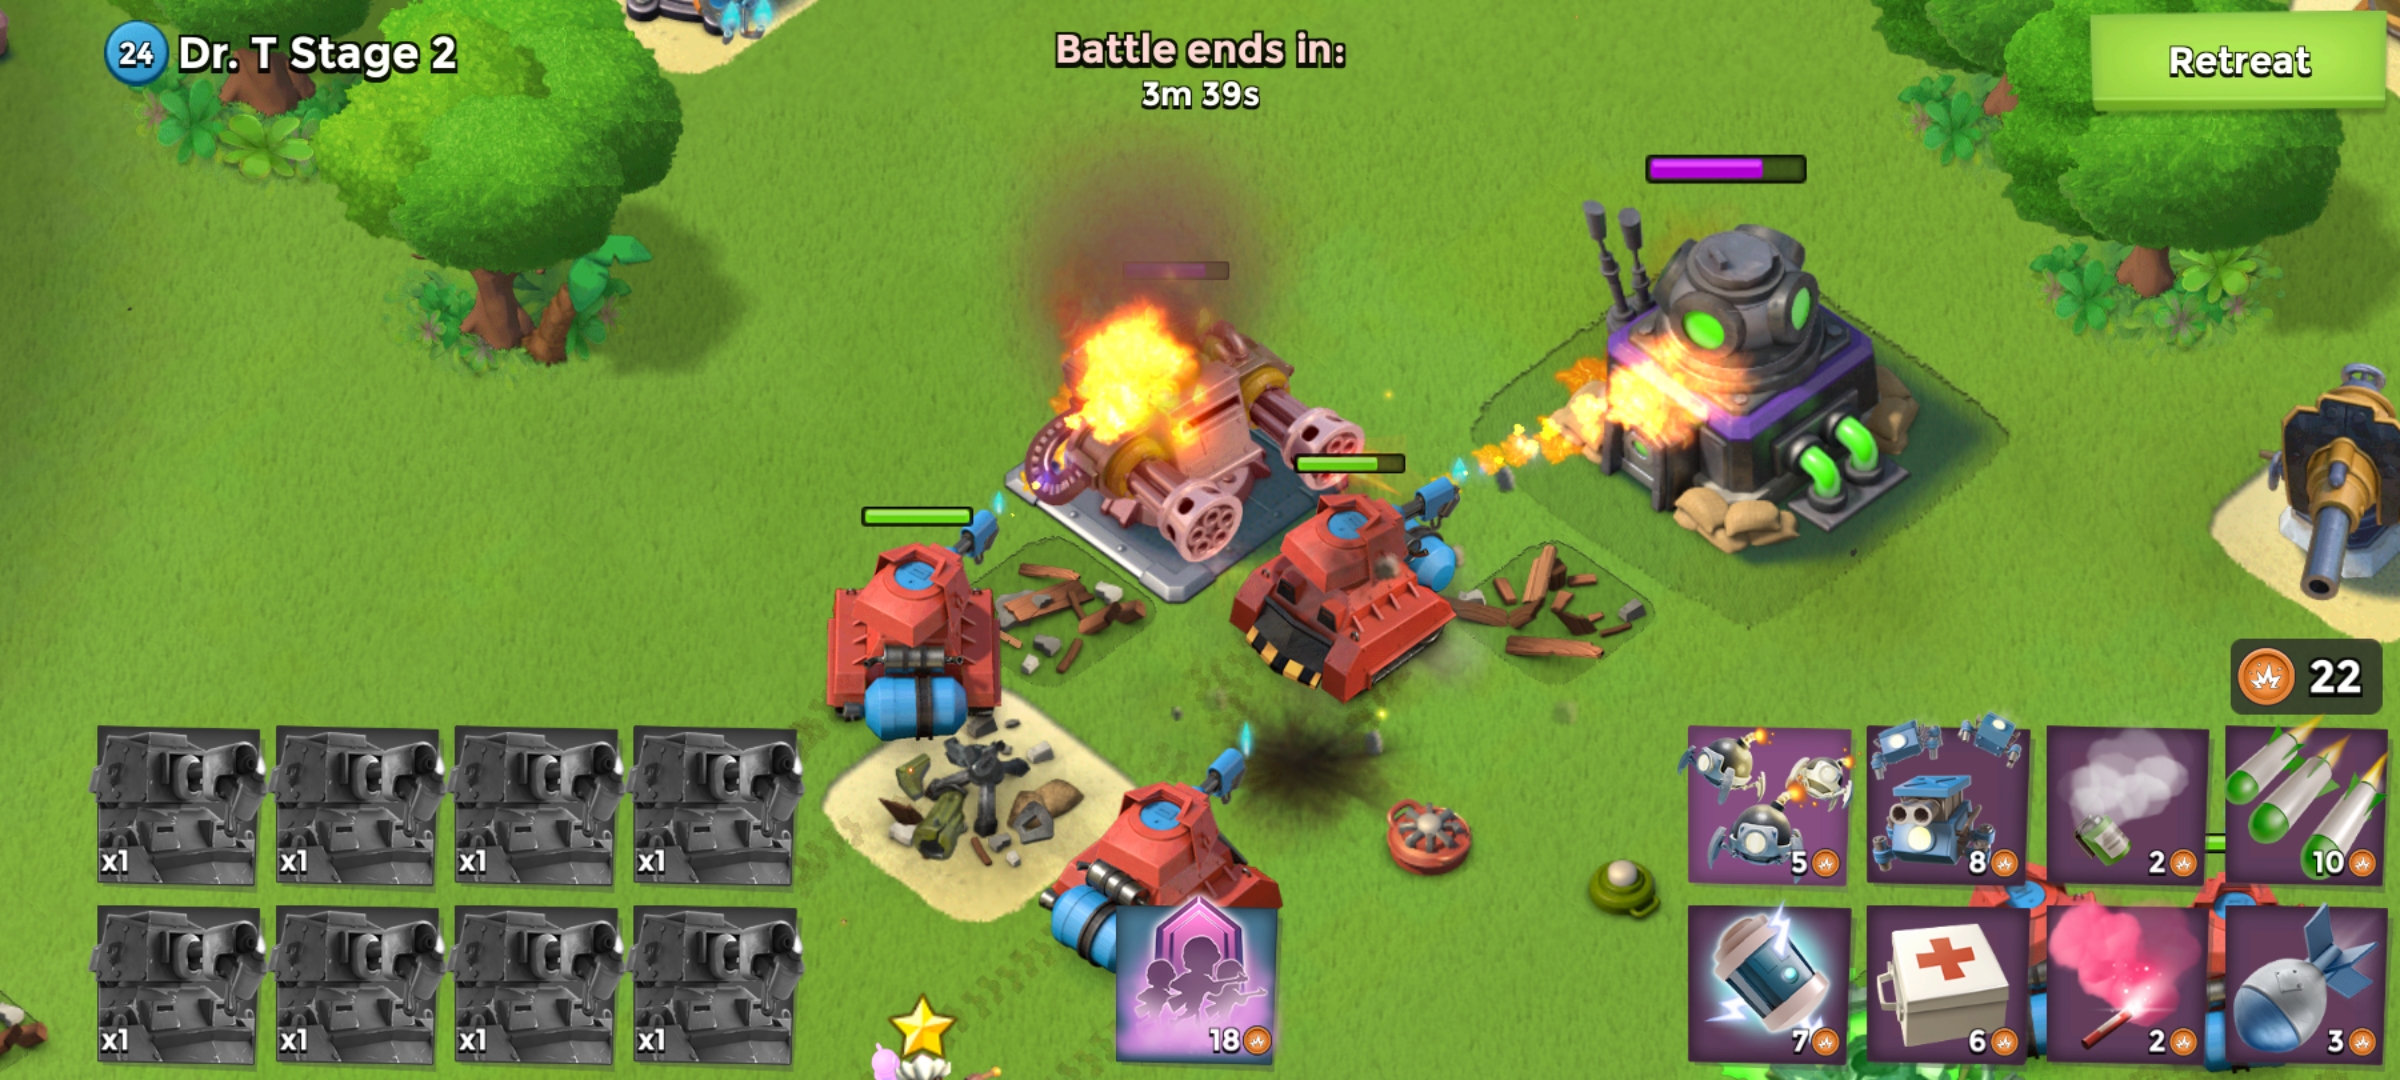 24 Dr. T Stage 2
Battle ends in:
3m 39s
Retreat
22
x1 x1 x1 x1
5 8 2 10
x1 x1 x1 x1
18
7 6 2 3